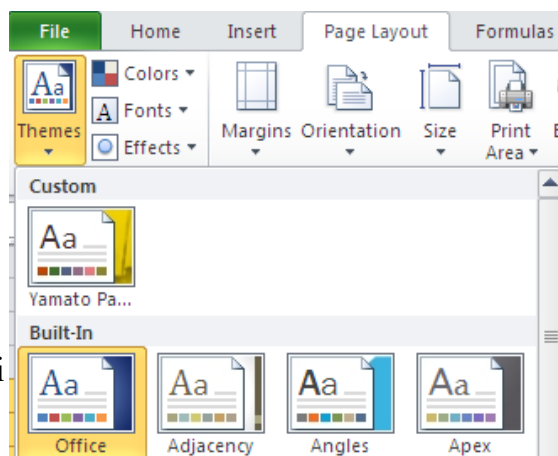 File Home Insert Page Layout Formulas
Aa Colors
A Fonts
Themes Effects Margins Orientation Size Print Area
Custom
Aa
Yamato Pa...
Built-In
i
Aa Aa Aa Aa
Office Adjacency Angles Apex